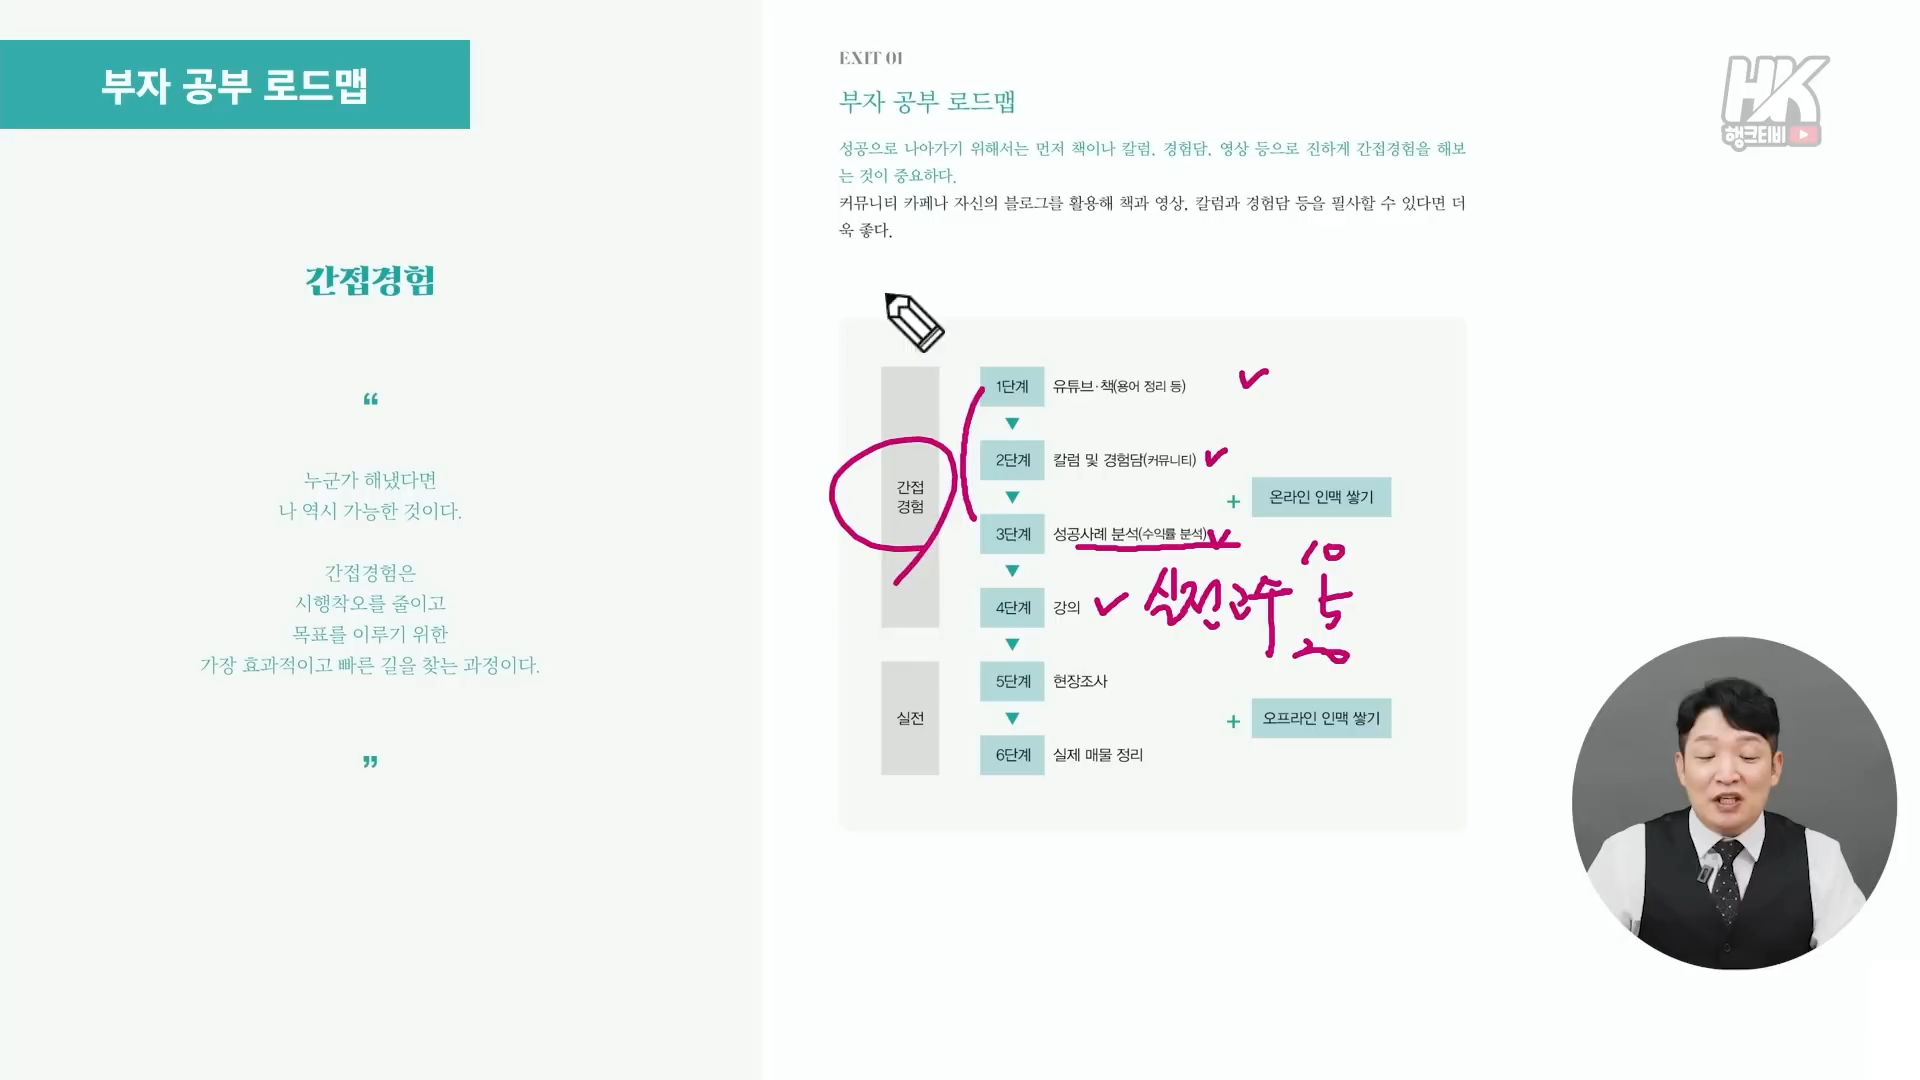 부자 공부 로드맵
간접경험
“
누군가 해냈다면
나 역시 가능한 것이다.
간접경험은
시행착오를 줄이고
목표를 이루기 위한
가장 효과적이고 빠른 길을 찾는 과정이다.
”
EXIT 01
부자 공부 로드맵
성공으로 나아가기 위해서는 먼저 책이나 칼럼, 경험담, 영상 등으로 진하게 간접경험을 해보
는 것이 중요하다.
커뮤니티 카페나 자신의 블로그를 활용해 책과 영상, 칼럼과 경험담 등을 필사할 수 있다면 더
욱 좋다.
간접
경험
1단계 유튜브·책(용어 정리 등)
2단계 칼럼 및 경험담(커뮤니티)
+ 온라인 인맥 쌓기
3단계 성공사례 분석(수익률 분석)
10
4단계 강의 실전 5
20
실전
5단계 현장조사
+ 오프라인 인맥 쌓기
6단계 실제 매물 정리
HK
행크티비